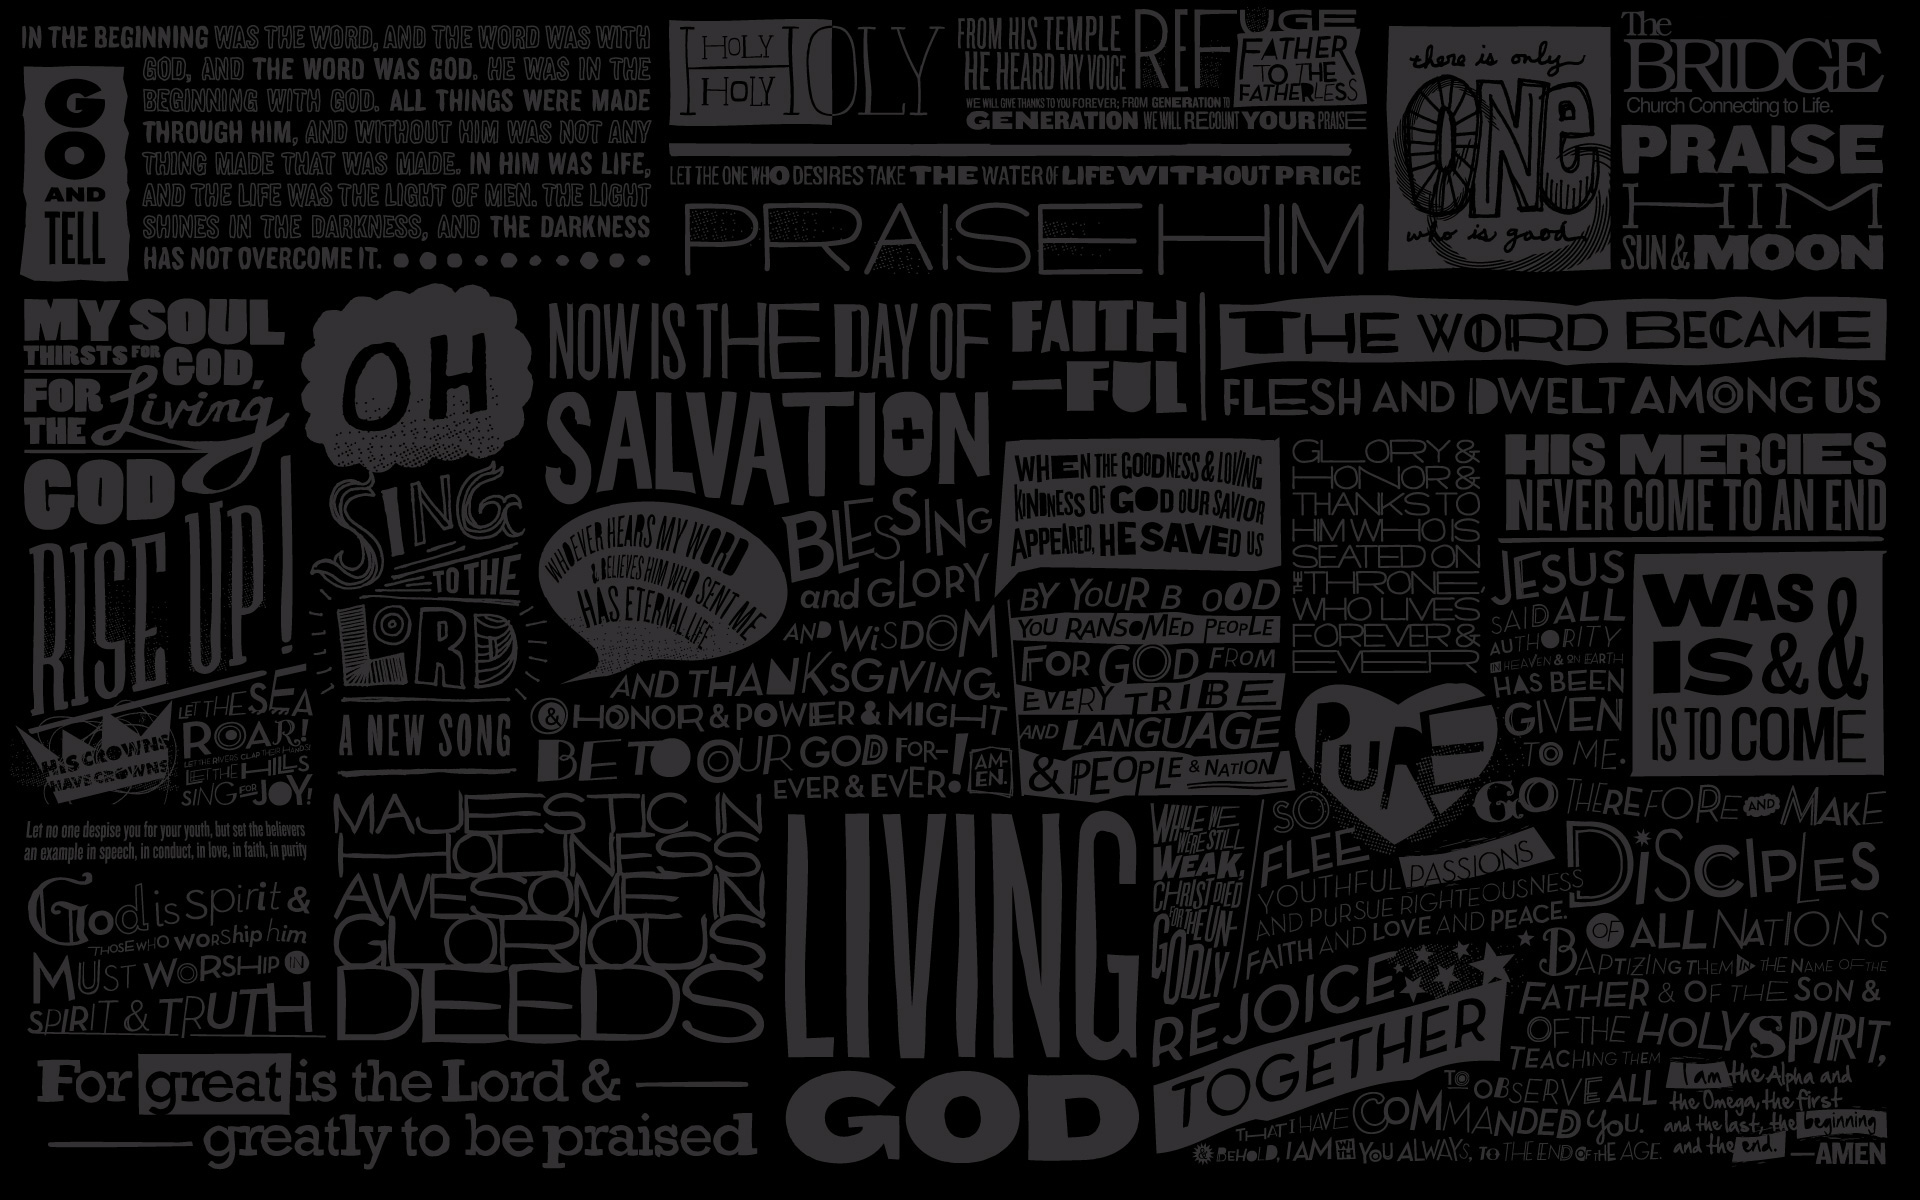 IN THE BEGINNING WAS THE WORD, AND THE WORD WAS WITH
GOD, AND THE WORD WAS GOD. HE WAS IN THE
BEGINNING WITH GOD. ALL THINGS WERE MADE
THROUGH HIM, AND WITHOUT HIM WAS NOT ANY
THING MADE THAT WAS MADE. IN HIM WAS LIFE,
AND THE LIFE WAS THE LIGHT OF MEN. THE LIGHT
SHINES IN THE DARKNESS, AND THE DARKNESS
HAS NOT OVERCOME IT.
GO
AND
TELL
HOLY
HOLY
HOLY
FROM HIS TEMPLE
HE HEARD MY VOICE
REFUGE
FATHER
TO THE
FATHERLESS
WE WILL GIVE THANKS TO YOU FOREVER; FROM GENERATION TO
GENERATION WE WILL RECOUNT YOUR PRAISE
LET THE ONE WHO DESIRES TAKE THE WATER OF LIFE WITHOUT PRICE
PRAISE HIM
there is only
ONE
who is good
The
BRIDGE
Church Connecting to Life.
PRAISE
HIM
SUN & MOON
MY SOUL
THIRSTS FOR
GOD,
FOR
THE Living
GOD
RISE UP!
OH
SING
TO THE
LORD
A NEW SONG
NOW IS THE DAY OF
SALVATION
FAITH
—FUL
THE WORD BECAME
FLESH AND DWELT AMONG US
WHOEVER HEARS MY WORD
& BELIEVES HIM WHO SENT ME
HAS ETERNAL LIFE
BLESSING
and GLORY
AND WiSDOM
AND THANKSGIVING
& HONOR & POWER & MIGHT
BE TO OUR GOD FOR-
EVER & EVER!
AM-
EN.
WHEN THE GOODNESS & LOVING
KINDNESS OF GOD OUR SAVIOR
APPEARED, HE SAVED US
BY YOUR B OOD
YOU RANSOMED PEOPLE
FOR GOD FROM
EVERY TRIBE
AND LANGUAGE
& PEOPLE & NATION
GLORY &
HONOR &
THANKS TO
HIM WHO IS
SEATED ON
THE THRONE,
WHO LIVES
FOREVER &
EVER
HIS MERCIES
NEVER COME TO AN END
JESUS
SAID ALL
AUTHORITY
IN HEAVEN & ON EARTH
HAS BEEN
GIVEN
TO ME.
WAS &
IS & &
IS TO COME
HIS CROWNS
HAVE CROWNS
LET THE SEA
ROAR!
LET THE RIVERS CLAP THEIR HANDS!
LET THE HILLS
SING FOR JOY!
Let no one despise you for your youth, but set the believers
an example in speech, in conduct, in love, in faith, in purity
God is spirit &
THOSE WHO WORShip him
MUST WORSHIP IN
SPIRIT & TRUTH
MAJESTIC IN
HOLINESS
AWESOME IN
GLORIOUS
DEEDS
LIVING
GOD
WHILE WE
WERE STILL
WEAK,
CHRIST DIED
FOR THE UN-
GODLY
PURE
SO
FLEE
YOUTHFUL PASSIONS
AND PURSUE RIGHTEOUSNESS
FAITH AND LOVE AND PEACE.
REJOICE
TOGETHER
GO THEREFORE AND MAKE
DiSCIPLES
OF ALL NATIONS
BAPTIZING THEM IN THE NAME OF THE
FATHER & OF THE SON &
OF THE HOLY SPIRIT,
TEACHING THEM
TO OBSERVE ALL
THAT I HAVE COMMANDED YoU.
& BEHOLD, I AM WITH YOU ALWAYS, TO THE END OF THE AGE.
I am the Alpha and
the Omega, the first
and the last, the beginning
and the end.
—AMEN
For great is the Lord &
greatly to be praised